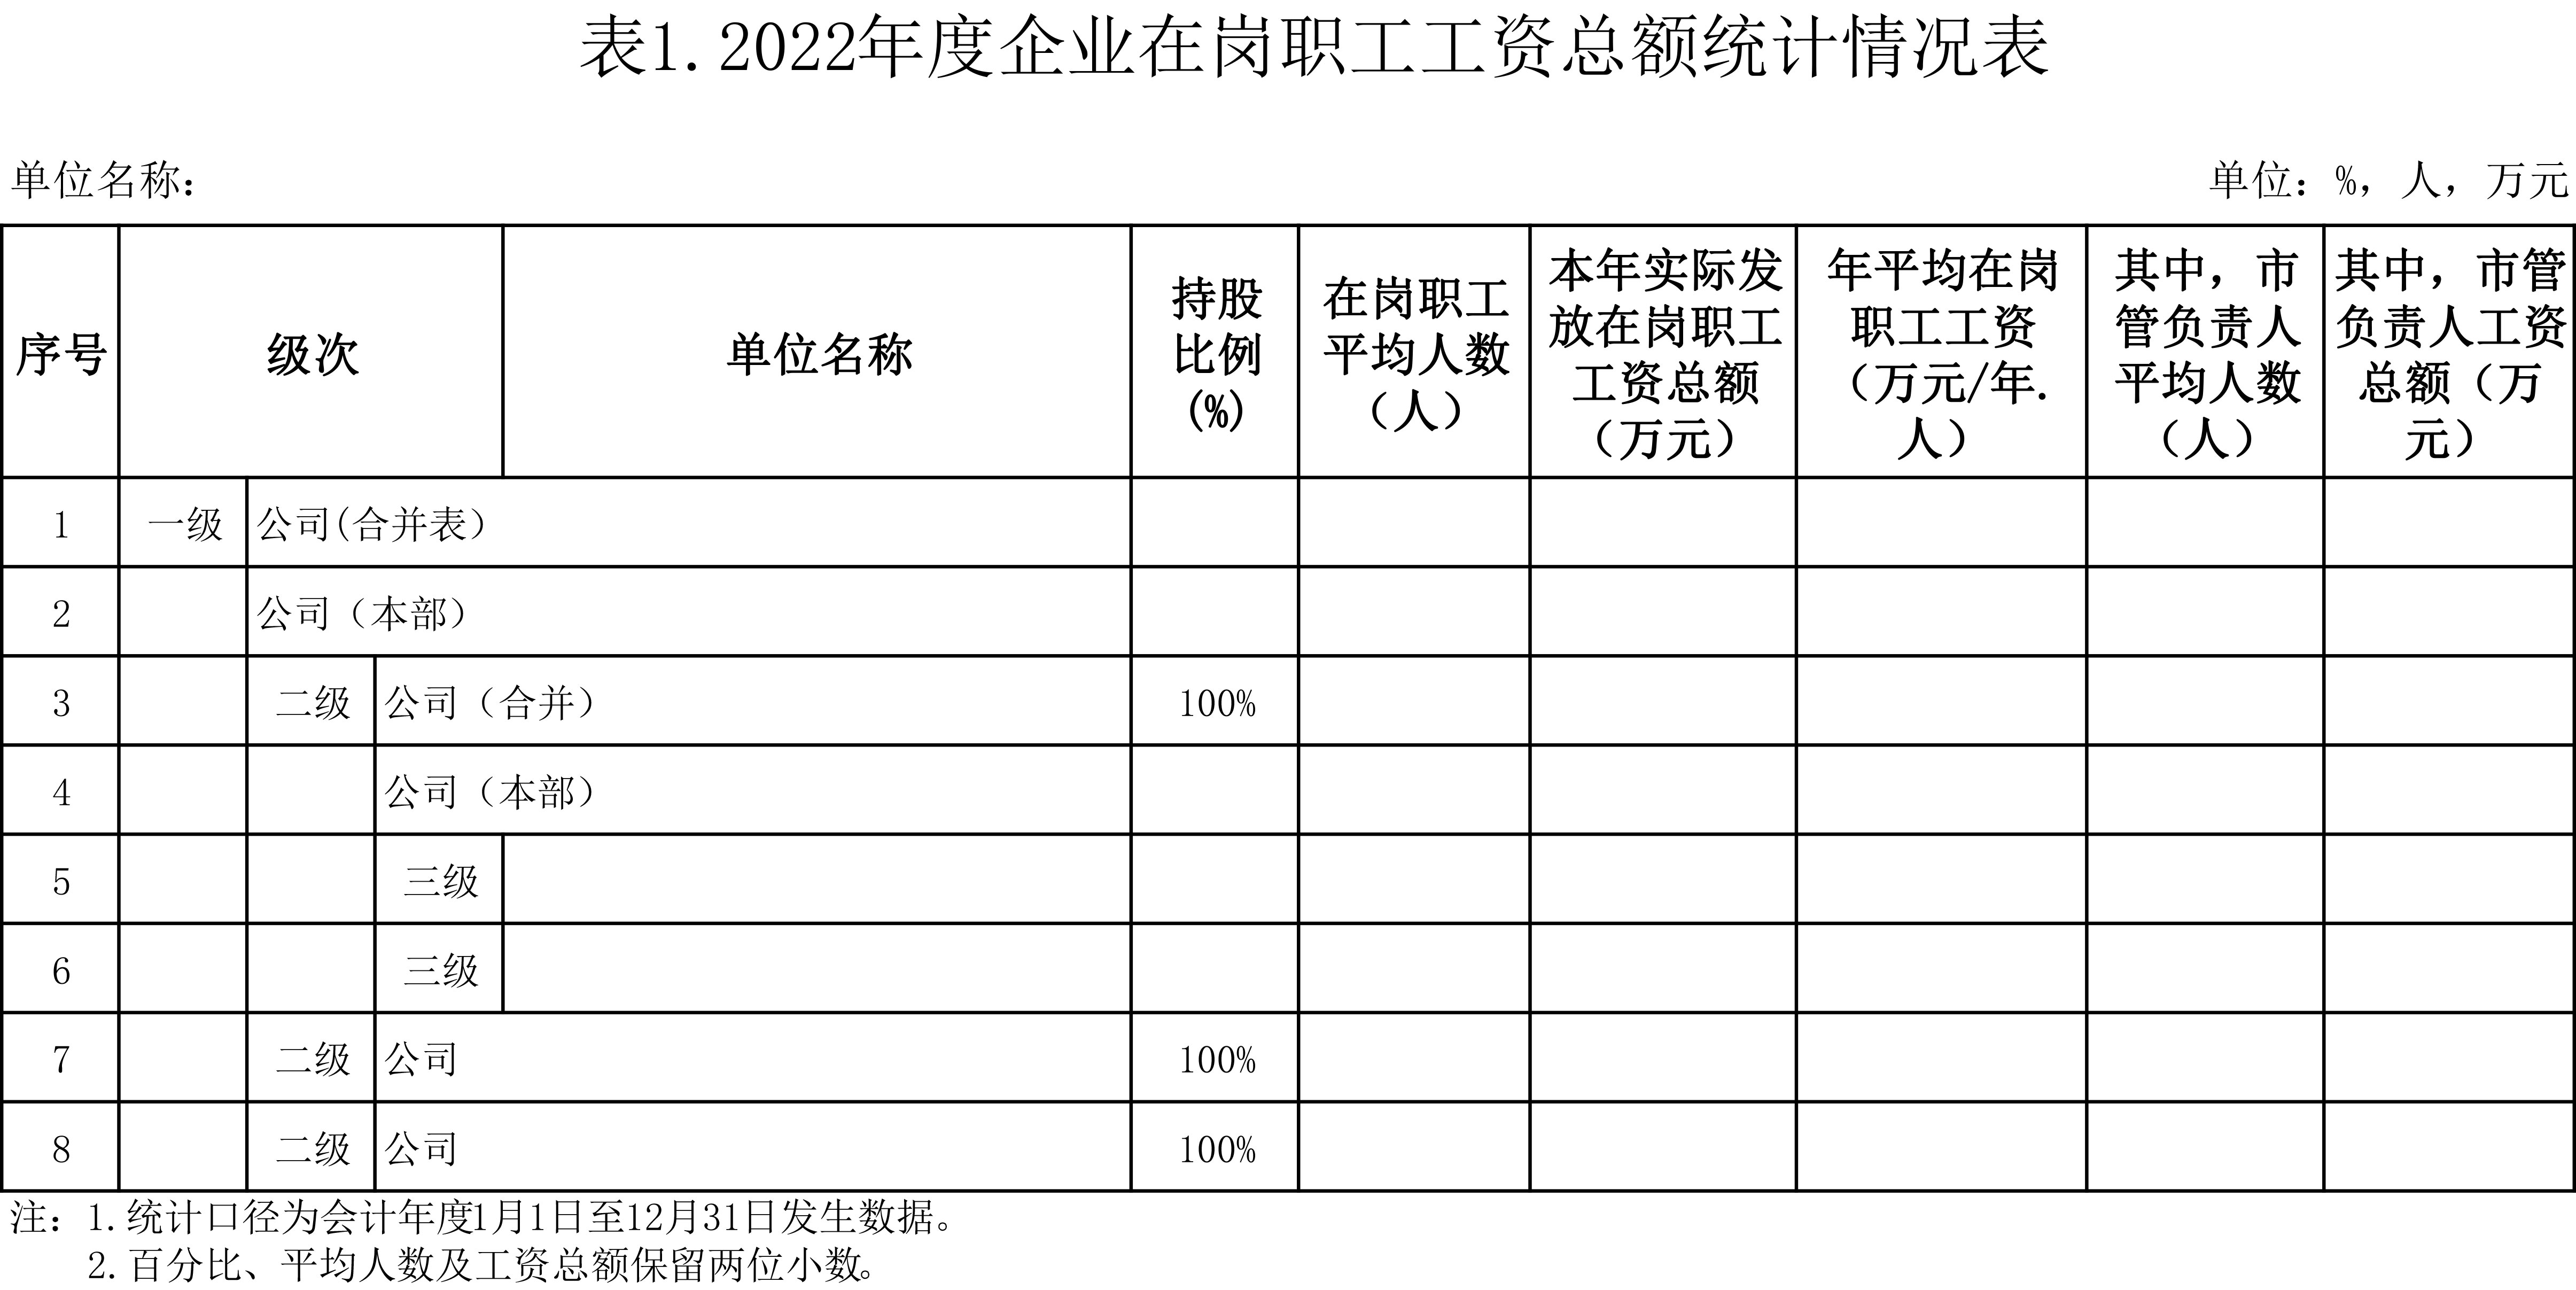 表1.2022年度企业在岗职工工资总额统计情况表
单位名称：
单位：%，人，万元
序号
级次
单位名称
持股
比例
(%)
在岗职工
平均人数
（人）
本年实际发
放在岗职工
工资总额
（万元）
年平均在岗
职工工资
（万元/年.
人）
其中，市
管负责人
平均人数
（人）
其中，市管
负责人工资
总额（万
元）
1 一级 公司(合并表）
2 公司（本部）
3 二级 公司（合并） 100%
4 公司（本部）
5 三级
6 三级
7 二级 公司 100%
8 二级 公司 100%
注：1.统计口径为会计年度1月1日至12月31日发生数据。
2.百分比、平均人数及工资总额保留两位小数。